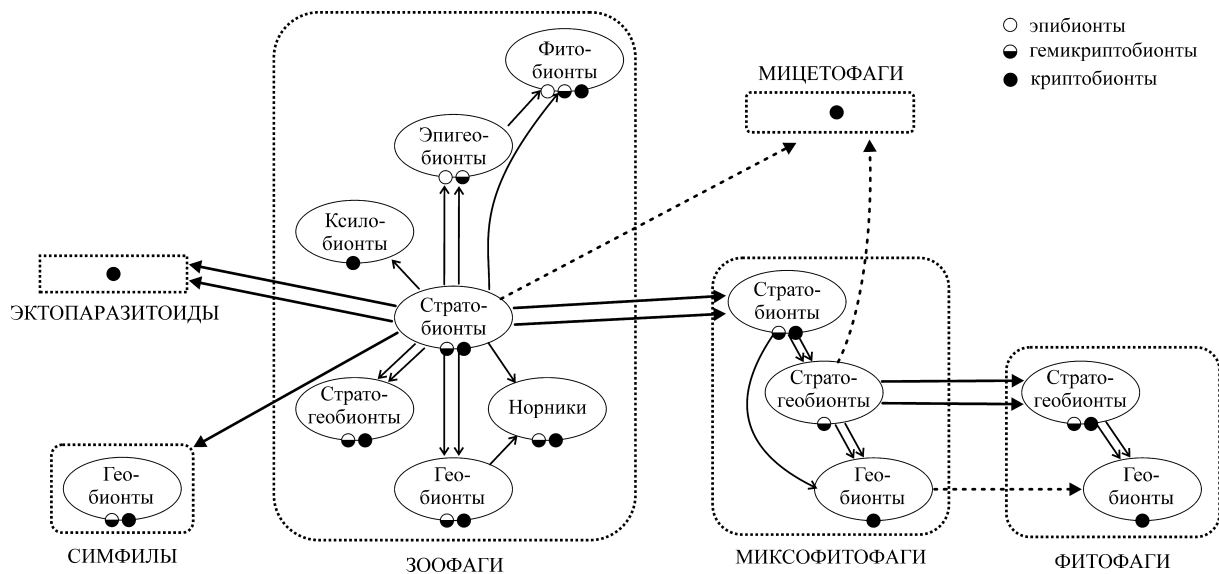 эпибионты
гемикриптобионты
криптобионты
Фито-
бионты
МИЦЕТОФАГИ
Эпигео-
бионты
Ксило-
бионты
ЭКТОПАРАЗИТОИДЫ
Страто-
бионты
Страто-
бионты
Страто-
геобионты
Норники
Страто-
геобионты
Страто-
геобионты
Гео-
бионты
Гео-
бионты
Гео-
бионты
Гео-
бионты
СИМФИЛЫ
ЗООФАГИ
МИКСОФИТОФАГИ
ФИТОФАГИ